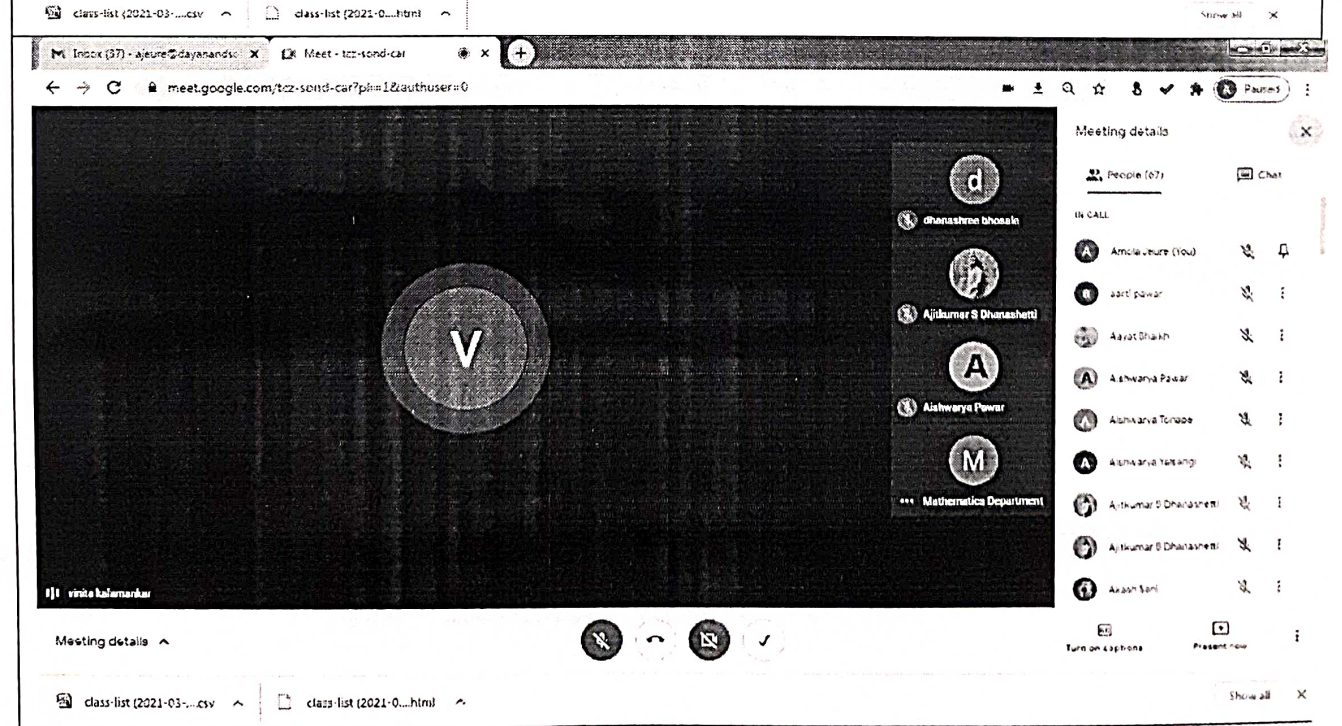 class-list (2021-03-....csv
class-list (2021-0....html
Show all
Inbox (37) - ajeure@dayanandsc
Meet - tcz-sond-car
meet.google.com/tcz-sond-car?pli=1&authuser=0
A
Paused
Meeting details
People (67)
Chat
IN CALL
d
dhanashree bhosale
Ajitkumar S Dhanashetti
A
Aishwarya Pawar
M
Mathematics Department
V
vinita kalamankar
A
Amola Jeure (You)
a
aarti pawar
Aayat Shaikh
A
Aishwarya Pawar
Aishwarya
A
Aishwarya
Ajitkumar S Dhanashetti
Ajitkumar S Dhanashetti
Akash
Meeting details
Turn on captions
Present now
class-list (2021-03-....csv
class-list (2021-0....html
Show all